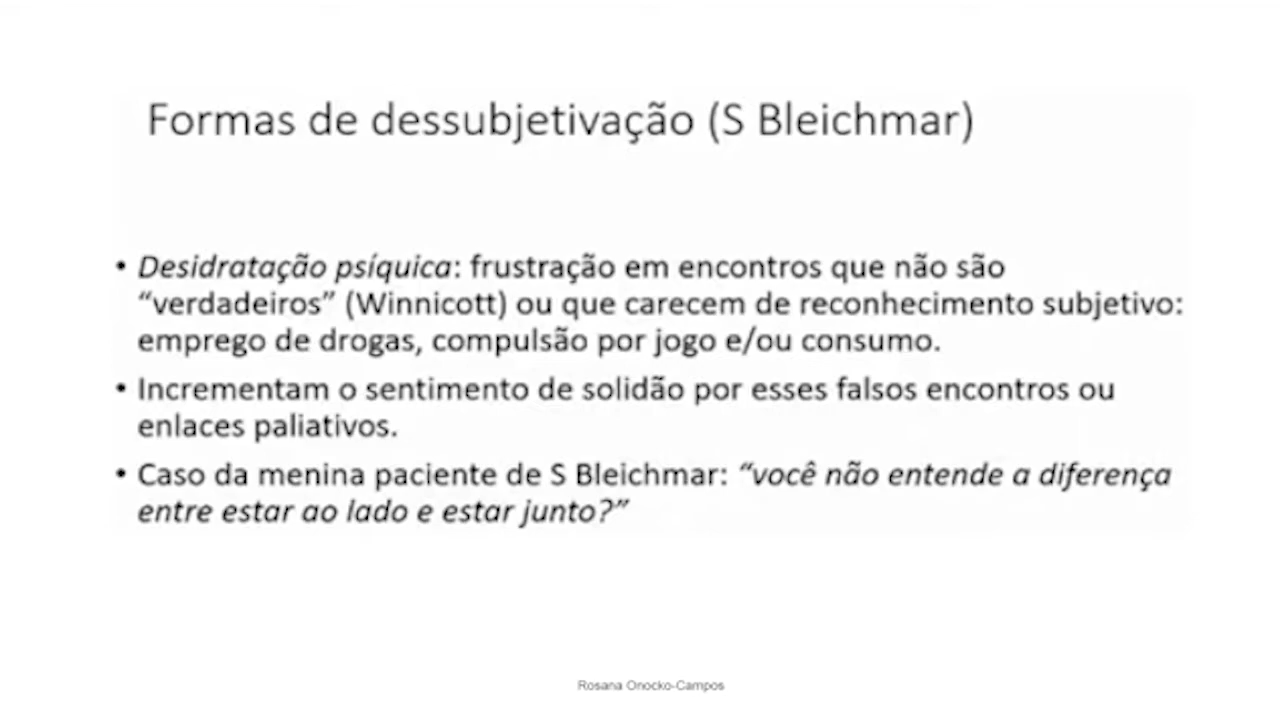 Formas de dessubjetivação (S Bleichmar)
• Desidratação psíquica: frustração em encontros que não são
“verdadeiros” (Winnicott) ou que carecem de reconhecimento subjetivo:
emprego de drogas, compulsão por jogo e/ou consumo.
• Incrementam o sentimento de solidão por esses falsos encontros ou
enlaces paliativos.
• Caso da menina paciente de S Bleichmar: “você não entende a diferença
entre estar ao lado e estar junto?”
Rosana Onocko-Campos